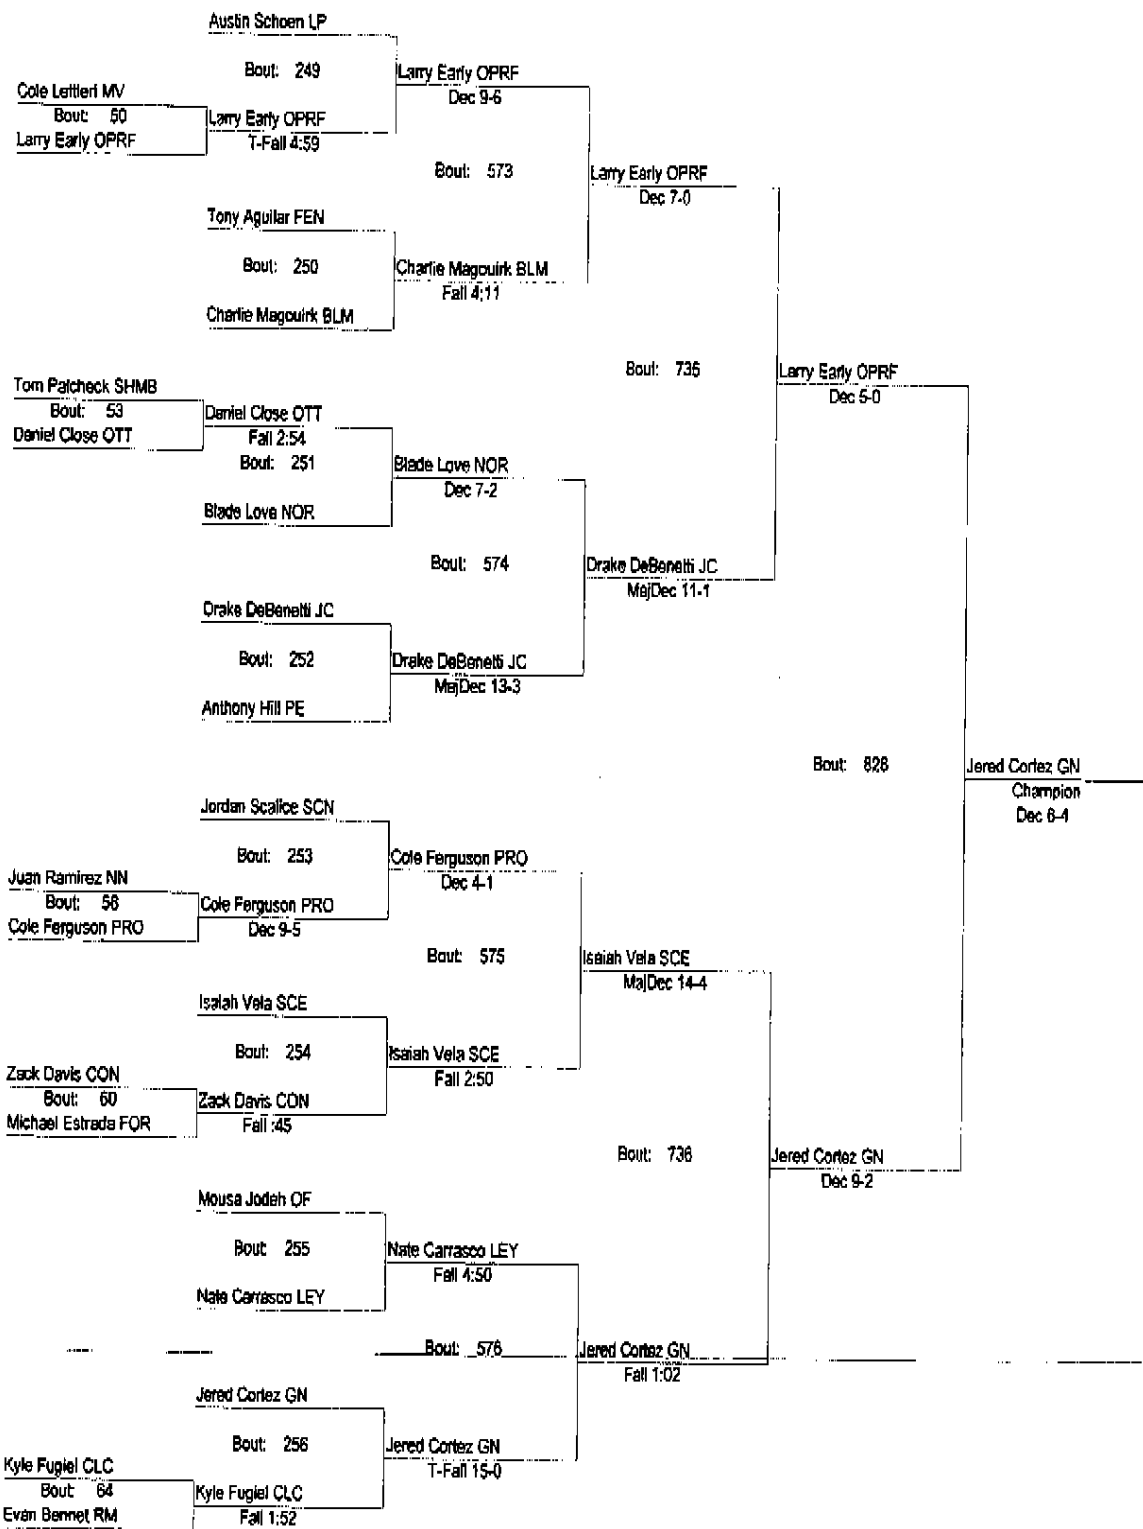 Austin Schoen LP
Bout: 249
Larry Early OPRF
Dec 9-6
Cole Lettieri MV
Bout: 50
Larry Early OPRF
Larry Early OPRF
T-Fall 4:59
Bout: 573
Larry Early OPRF
Dec 7-0
Tony Aguilar FEN
Bout: 250
Charlie Magouirk BLM
Fall 4:11
Charlie Magouirk BLM
Bout: 735
Larry Early OPRF
Dec 5-0
Tom Patcheck SHMB
Bout: 53
Daniel Close OTT
Daniel Close OTT
Fall 2:54
Bout: 251
Blade Love NOR
Dec 7-2
Blade Love NOR
Bout: 574
Drake DeBenetti JC
MajDec 11-1
Drake DeBenetti JC
Bout: 252
Drake DeBenetti JC
MajDec 13-3
Anthony Hill PE
Bout: 828
Jered Cortez GN
Champion
Dec 6-4
Jordan Scalice SCN
Bout: 253
Cole Ferguson PRO
Dec 4-1
Juan Ramirez NN
Bout: 56
Cole Ferguson PRO
Cole Ferguson PRO
Dec 9-5
Bout: 575
Isaiah Vela SCE
MajDec 14-4
Isaiah Vela SCE
Bout: 254
Isaiah Vela SCE
Fall 2:50
Zack Davis CON
Bout: 60
Michael Estrada FOR
Zack Davis CON
Fall :45
Bout: 736
Jered Cortez GN
Dec 9-2
Mousa Jodeh OF
Bout: 255
Nate Carrasco LEY
Fall 4:50
Nate Carrasco LEY
Bout: 576
Jered Cortez GN
Fall 1:02
Jered Cortez GN
Bout: 256
Jered Cortez GN
T-Fall 15-0
Kyle Fugiel CLC
Bout: 64
Evan Bennet RM
Kyle Fugiel CLC
Fall 1:52